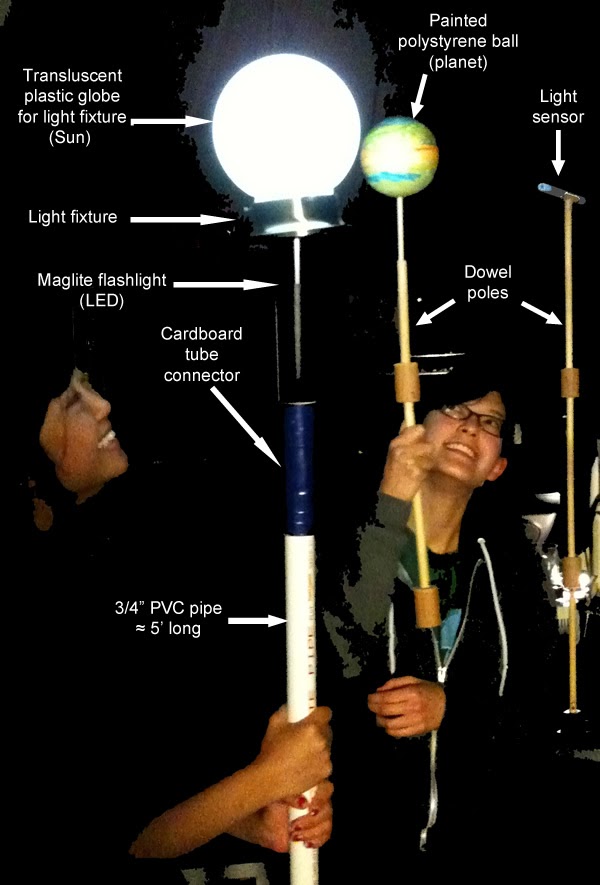 Painted
polystyrene ball
(planet)
Transluscent
plastic globe
for light fixture
(Sun)
Light
sensor
Light fixture
Maglite flashlight
(LED)
Dowel
poles
Cardboard
tube
connector
3/4” PVC pipe
≈ 5’ long
PIPE